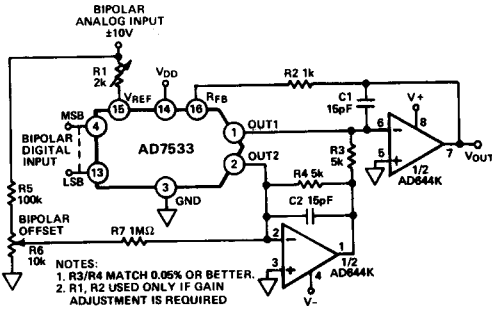 BIPOLAR
ANALOG INPUT
±10V
R1
2k
VDD
R2 1k
C1
15pF
V+
VREF
RFB
15
14
16
MSB
4
1
OUT1
6
8
BIPOLAR
DIGITAL
INPUT
AD7533
2
OUT2
R3
5k
5
7
VOUT
1/2
AD644K
LSB
13
3
GND
R4 5k
R5
100k
C2 15pF
BIPOLAR
OFFSET
R6
10k
R7 1MΩ
2
1
1/2
AD644K
3
4
V−
NOTES:
1. R3/R4 MATCH 0.05% OR BETTER.
2. R1, R2 USED ONLY IF GAIN
ADJUSTMENT IS REQUIRED